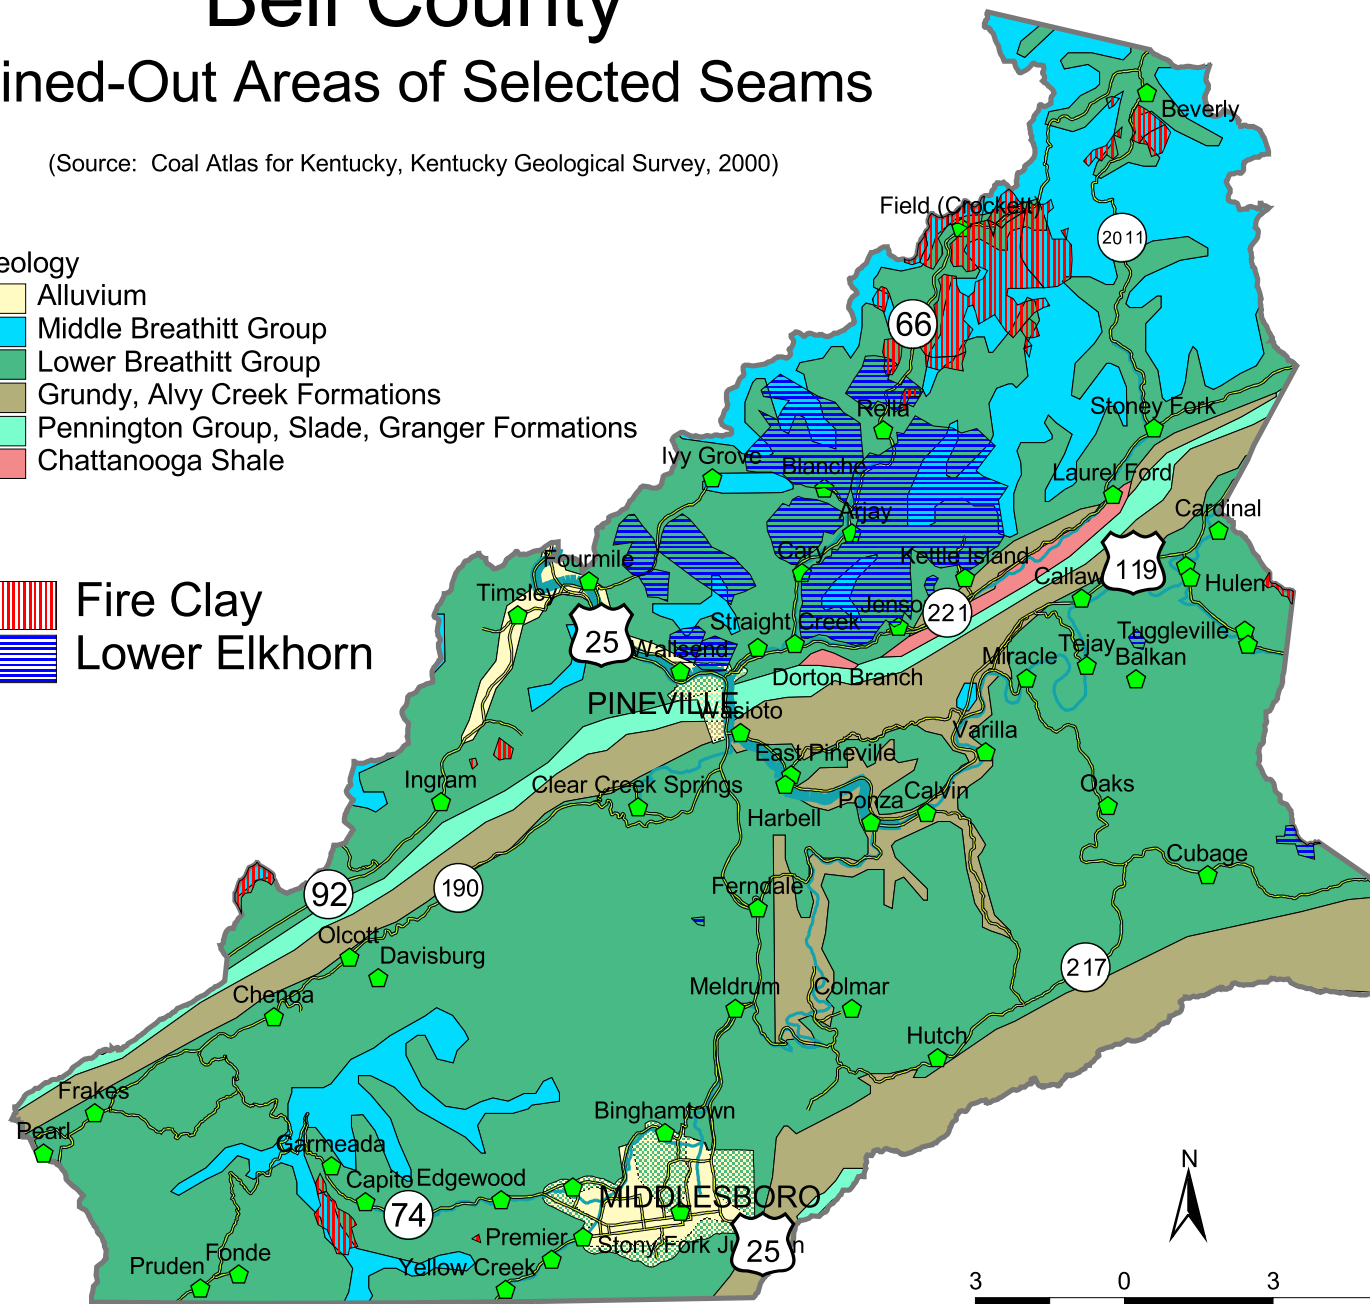 Bell County
ined-Out Areas of Selected Seams
(Source: Coal Atlas for Kentucky, Kentucky Geological Survey, 2000)
eology
Alluvium
Middle Breathitt Group
Lower Breathitt Group
Grundy, Alvy Creek Formations
Pennington Group, Slade, Granger Formations
Chattanooga Shale
Fire Clay
Lower Elkhorn
Beverly
Field (Crockett)
2011
66
Rella
Stoney Fork
Ivy Grove
Blanche
Laurel Ford
Arjay
Cardinal
Cary
Kettle Island
Fourmile
119
Callaw
Hulen
Timsley
Jenso
221
25
Straight Creek
Tuggleville
Wallsend
Tejay
Miracle
Balkan
Dorton Branch
PINEVILLE
Wasioto
Varilla
East Pineville
Ingram
Clear Creek Springs
Oaks
Ponza
Calvin
Harbell
Cubage
92
190
Ferndale
Olcott
Davisburg
217
Chenoa
Meldrum
Colmar
Hutch
Frakes
Binghamtown
Pearl
Garmeada
Capito
Edgewood
MIDDLESBORO
74
Premier
Stony Fork Ju n
25
Fonde
Pruden
Yellow Creek
N
3 0 3